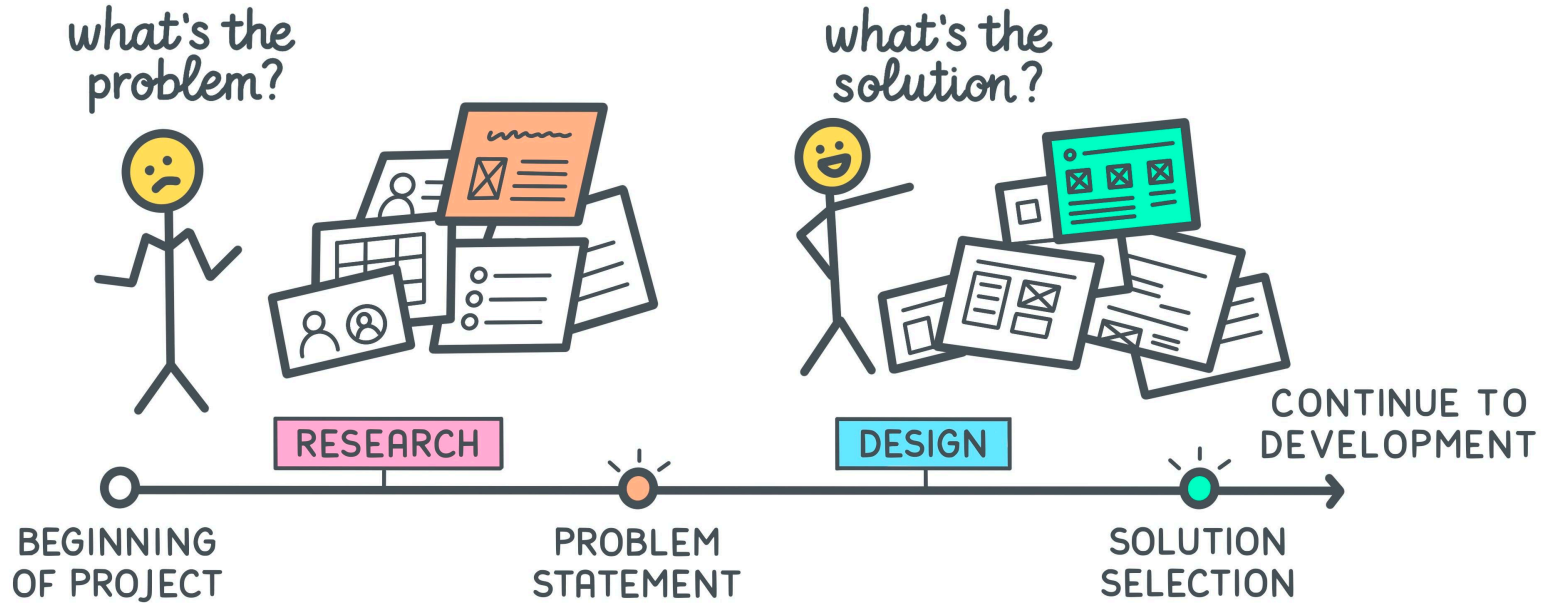 what's the
problem?
what's the
solution?
RESEARCH
DESIGN
CONTINUE TO
DEVELOPMENT
BEGINNING
OF PROJECT
PROBLEM
STATEMENT
SOLUTION
SELECTION